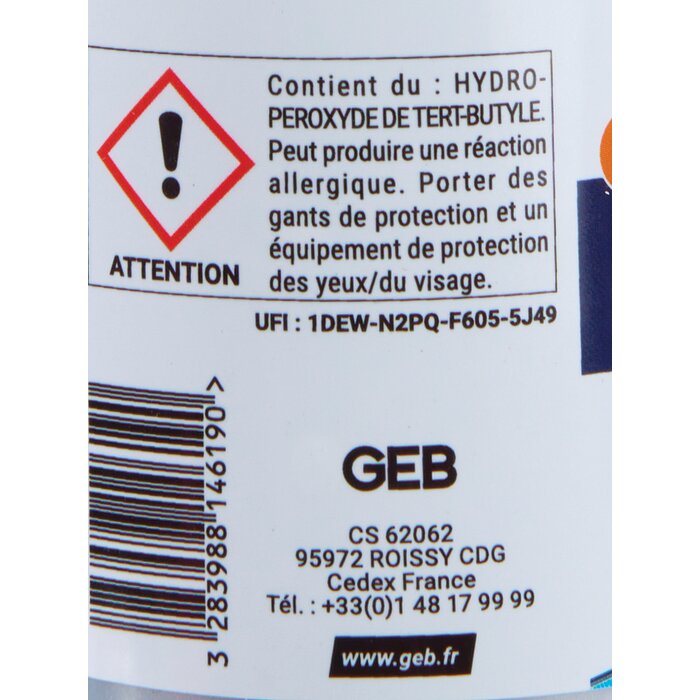 Contient du : HYDRO-
PEROXYDE DE TERT-BUTYLE.
Peut produire une réaction
allergique. Porter des
gants de protection et un
équipement de protection
des yeux/du visage.
ATTENTION
UFI : 1DEW-N2PQ-F605-5J49
3 283988 146190 >
GEB
CS 62062
95972 ROISSY CDG
Cedex France
Tél. : +33(0)1 48 17 99 99
www.geb.fr